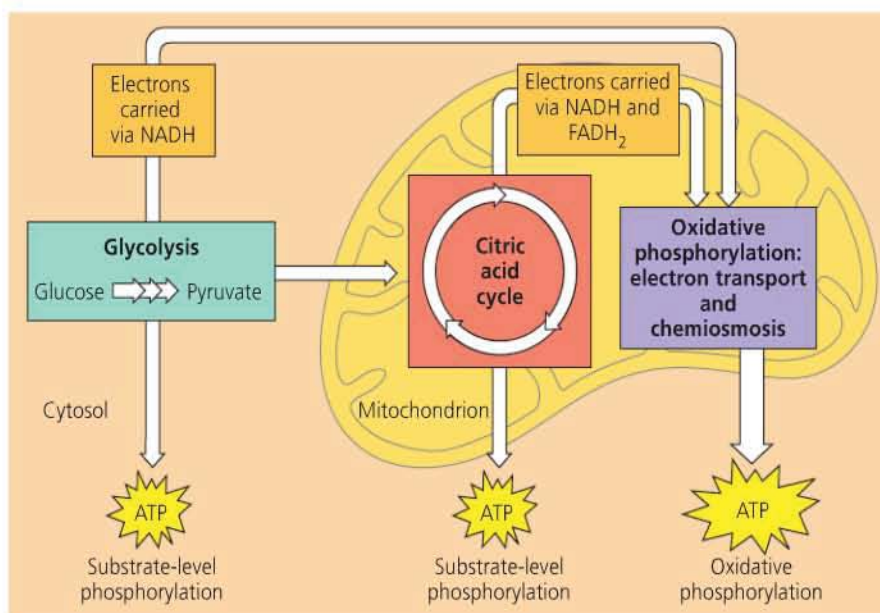 Electrons
carried
via NADH
Electrons carried
via NADH and
FADH₂
Glycolysis
Glucose Pyruvate
Citric
acid
cycle
Oxidative
phosphorylation:
electron transport
and
chemiosmosis
Cytosol
Mitochondrion
ATP
ATP
ATP
Substrate-level
phosphorylation
Substrate-level
phosphorylation
Oxidative
phosphorylation